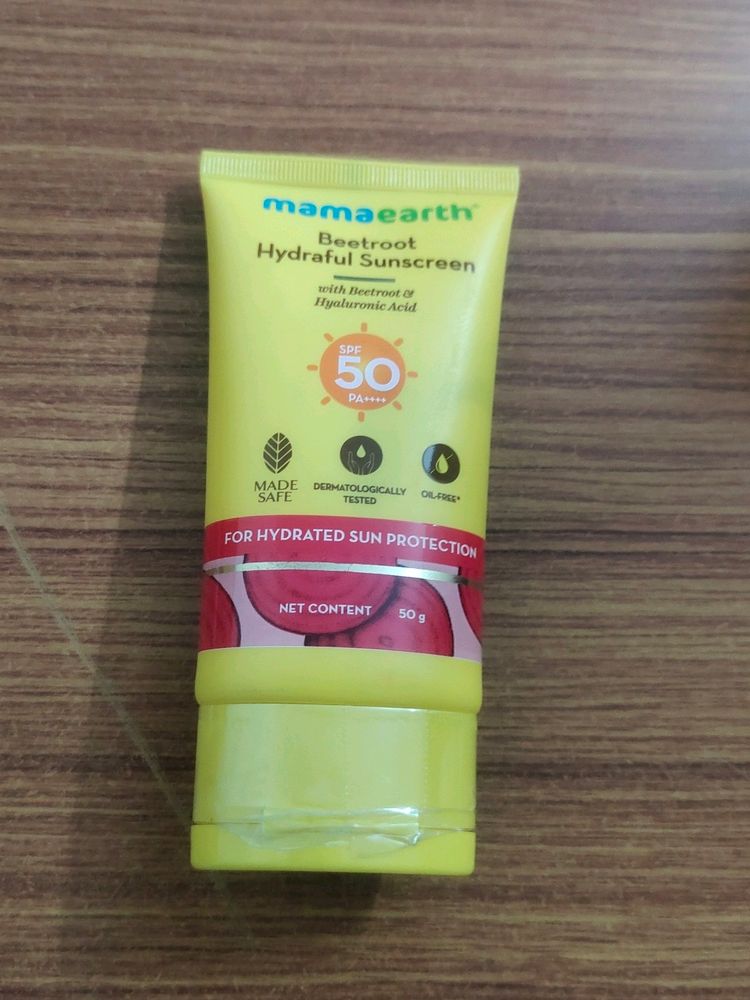 mamaearth®
Beetroot
Hydraful Sunscreen
with Beetroot &
Hyaluronic Acid
SPF
50
PA++++
MADE
SAFE
DERMATOLOGICALLY
TESTED
OIL-FREE*
FOR HYDRATED SUN PROTECTION
NET CONTENT 50 g